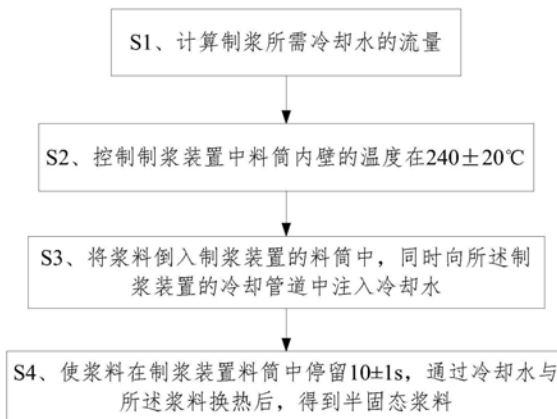 S1、计算制浆所需冷却水的流量
S2、控制制浆装置中料筒内壁的温度在240±20℃
S3、将浆料倒入制浆装置的料筒中，同时向所述制
浆装置的冷却管道中注入冷却水
S4、使浆料在制浆装置料筒中停留10±1s，通过冷却水与
所述浆料换热后，得到半固态浆料